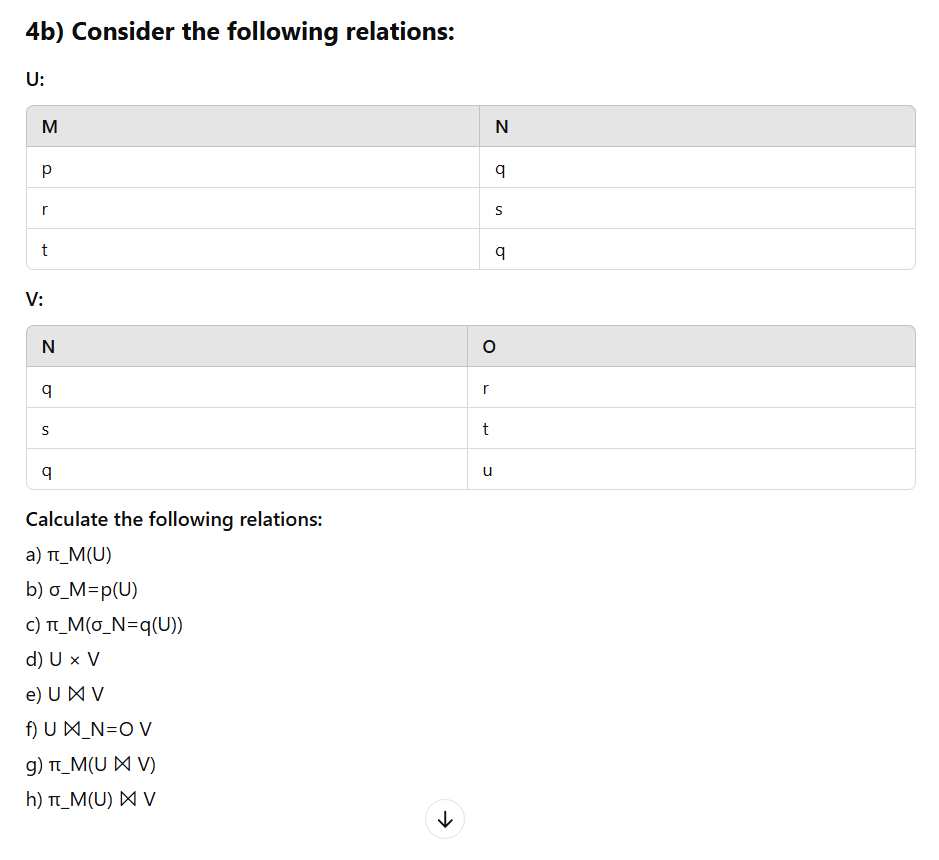 4b) Consider the following relations:
U:
M N
p q
r s
t q
V:
N O
q r
s t
q u
Calculate the following relations:
a) π_M(U)
b) σ_M=p(U)
c) π_M(σ_N=q(U))
d) U × V
e) U ⋈ V
f) U ⋈_N=O V
g) π_M(U ⋈ V)
h) π_M(U) ⋈ V